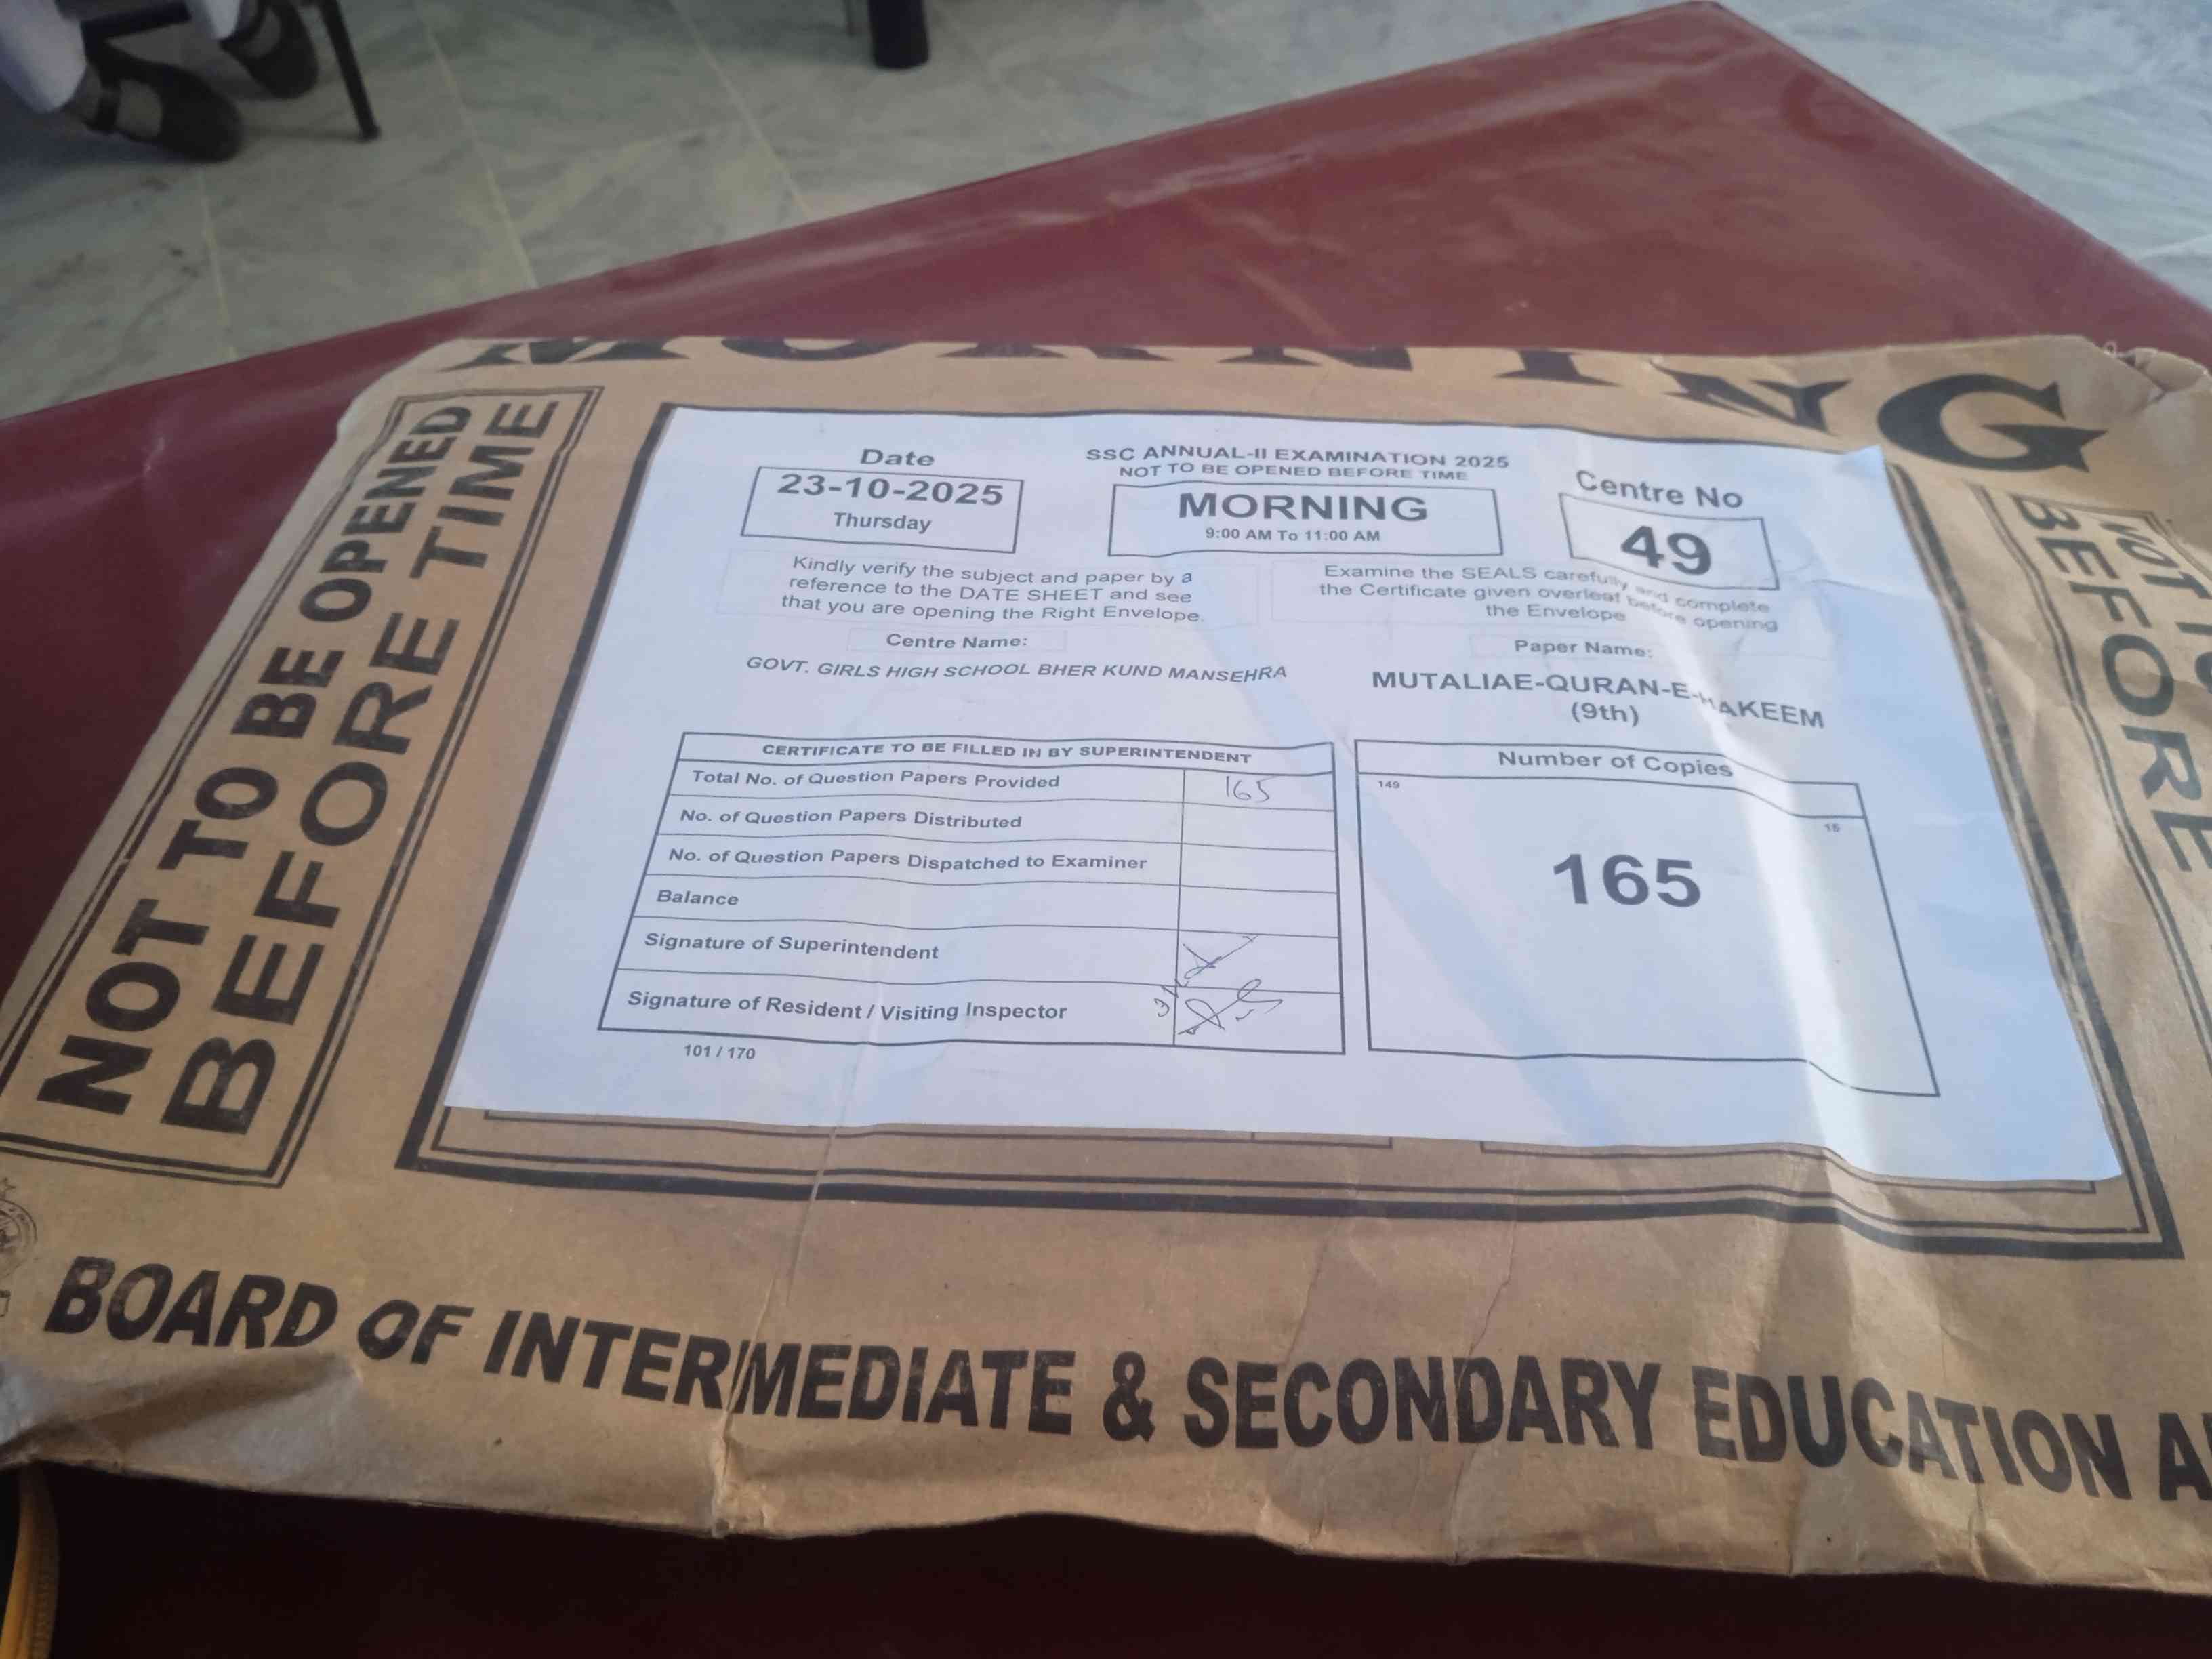 MORNING
NOT TO BE OPENED
BEFORE TIME
Date
23-10-2025
Thursday
SSC ANNUAL-II EXAMINATION 2025
NOT TO BE OPENED BEFORE TIME
MORNING
9:00 AM To 11:00 AM
Centre No
49
Kindly verify the subject and paper by a
reference to the DATE SHEET and see
that you are opening the Right Envelope.
Examine the SEALS carefully and complete
the Certificate given overleaf before opening
the Envelope
Centre Name:
GOVT. GIRLS HIGH SCHOOL BHER KUND MANSEHRA
Paper Name:
MUTALIAE-QURAN-E-HAKEEM
(9th)
CERTIFICATE TO BE FILLED IN BY SUPERINTENDENT
Total No. of Question Papers Provided 165
No. of Question Papers Distributed
No. of Question Papers Dispatched to Examiner
Balance
Signature of Superintendent
Signature of Resident / Visiting Inspector
101 / 170
Number of Copies
149
16
165
NOT
BEFORE
BOARD OF INTERMEDIATE & SECONDARY EDUCATION